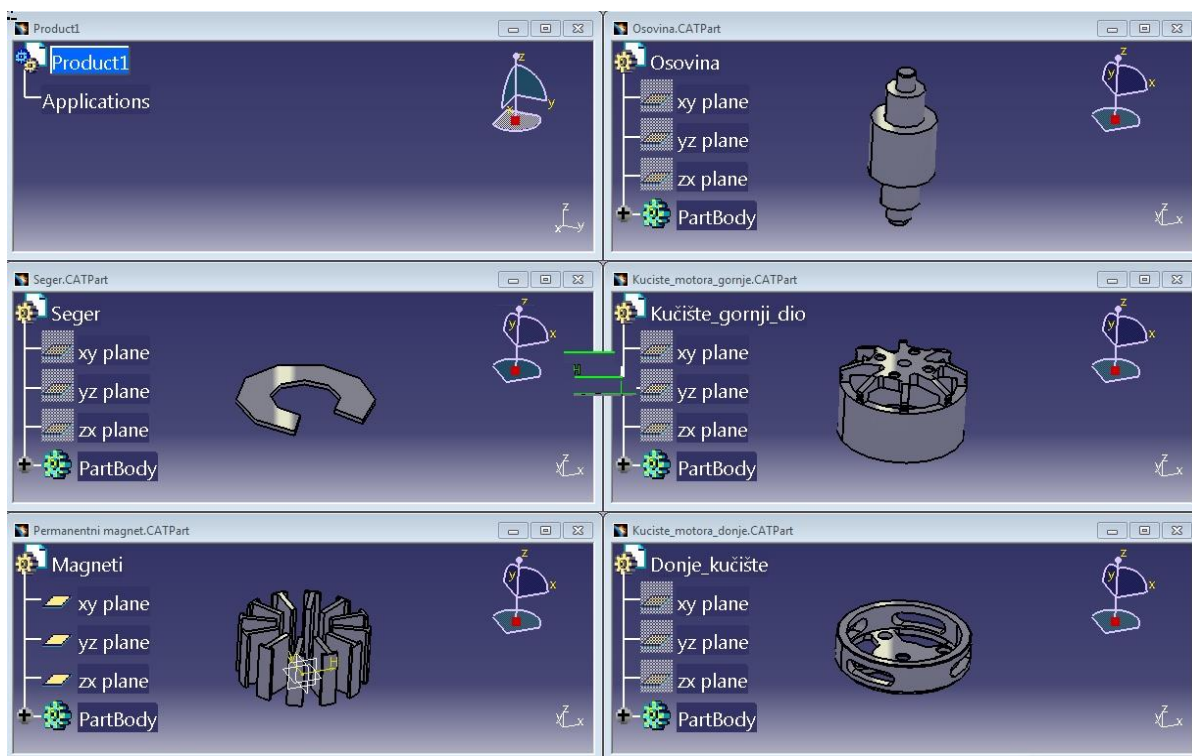 Product1
Product1
Applications
z
y
x
z
x
y
Osovina.CATPart
Osovina
xy plane
yz plane
zx plane
PartBody
z
y
x
z
y
x
Seger.CATPart
Seger
xy plane
yz plane
zx plane
PartBody
z
y
x
z
y
x
Kuciste_motora_gornje.CATPart
Kučište_gornji_dio
xy plane
yz plane
zx plane
PartBody
z
y
x
z
y
x
H
Permanentni magnet.CATPart
Magneti
xy plane
yz plane
zx plane
PartBody
z
y
x
H
z
y
x
Kuciste_motora_donje.CATPart
Donje_kučište
xy plane
yz plane
zx plane
PartBody
z
y
x
z
y
x